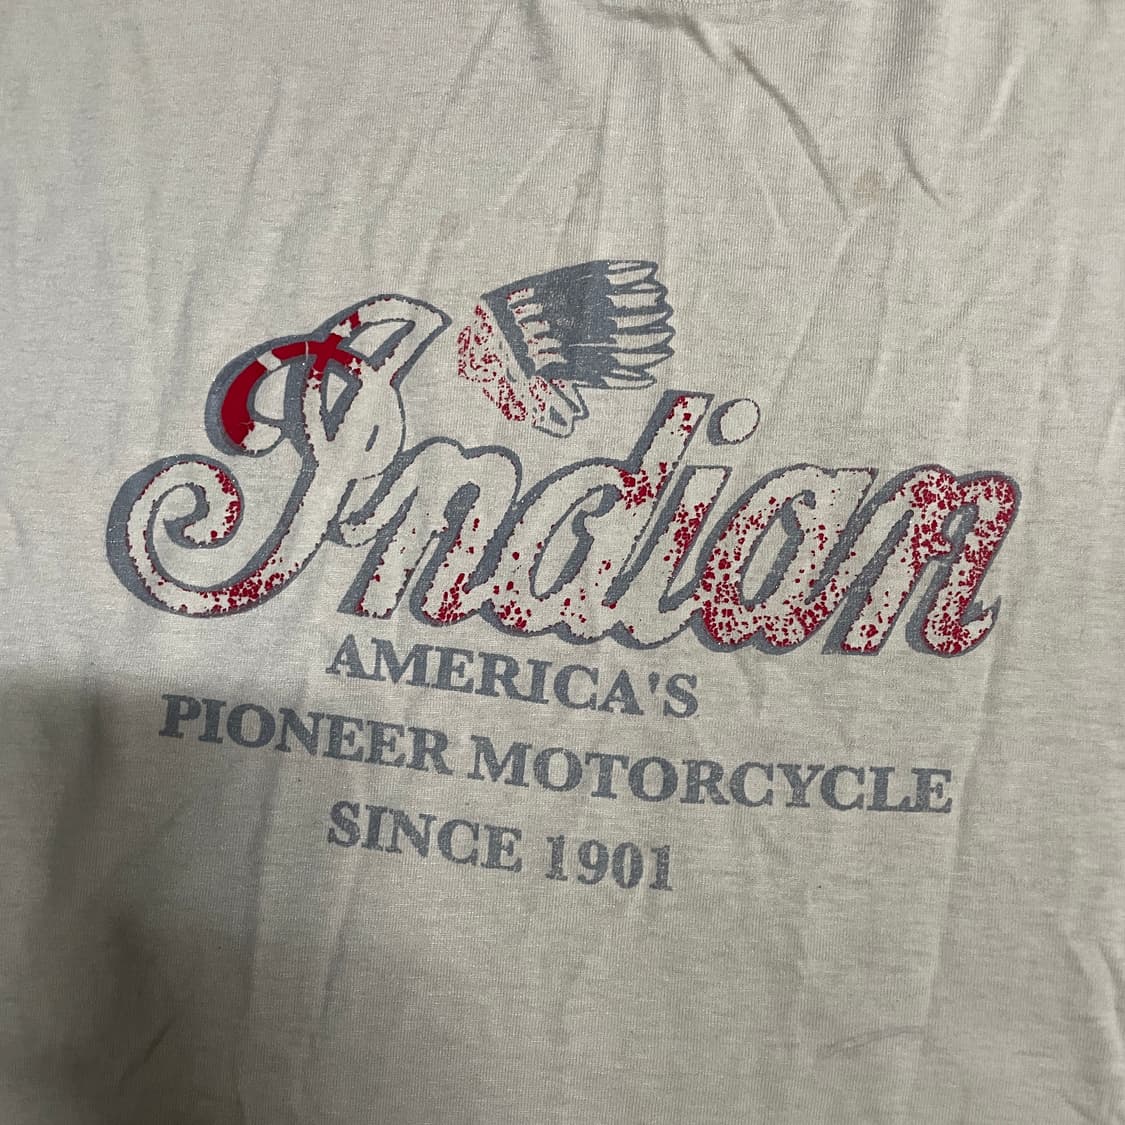 Indian
AMERICA'S
PIONEER MOTORCYCLE
SINCE 1901